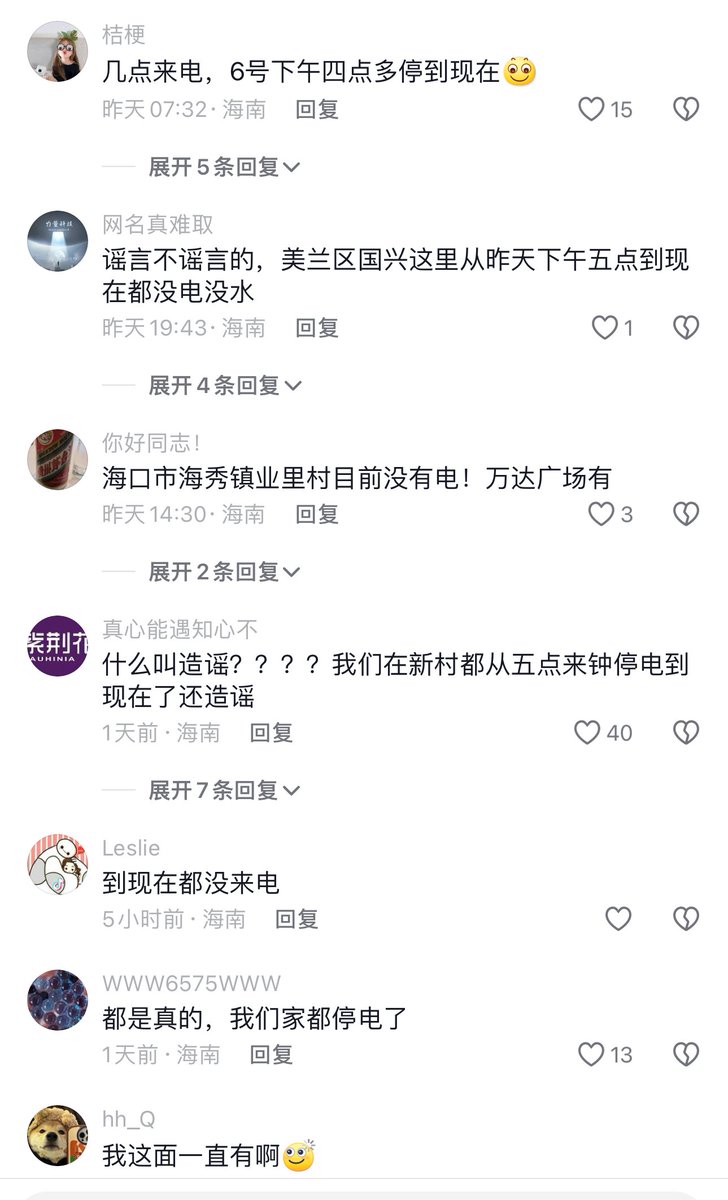 桔梗
几点来电，6号下午四点多停到现在
昨天 07:32 · 海南 回复
15
展开 5 条回复
网名真难取
谣言不谣言的，美兰区国兴这里从昨天下午五点到现
在都没电没水
昨天 19:43 · 海南 回复
1
展开 4 条回复
你好同志！
海口市海秀镇业里村目前没有电！万达广场有
昨天 14:30 · 海南 回复
3
展开 2 条回复
紫荆花
AUHINIA
真心能遇知心不
什么叫造谣？？？？我们在新村都从五点来钟停电到
现在了还造谣
1天前 · 海南 回复
40
展开 7 条回复
Leslie
到现在都没来电
5小时前 · 海南 回复
WWW6575WWW
都是真的，我们家都停电了
1天前 · 海南 回复
13
hh_Q
我这面一直有啊